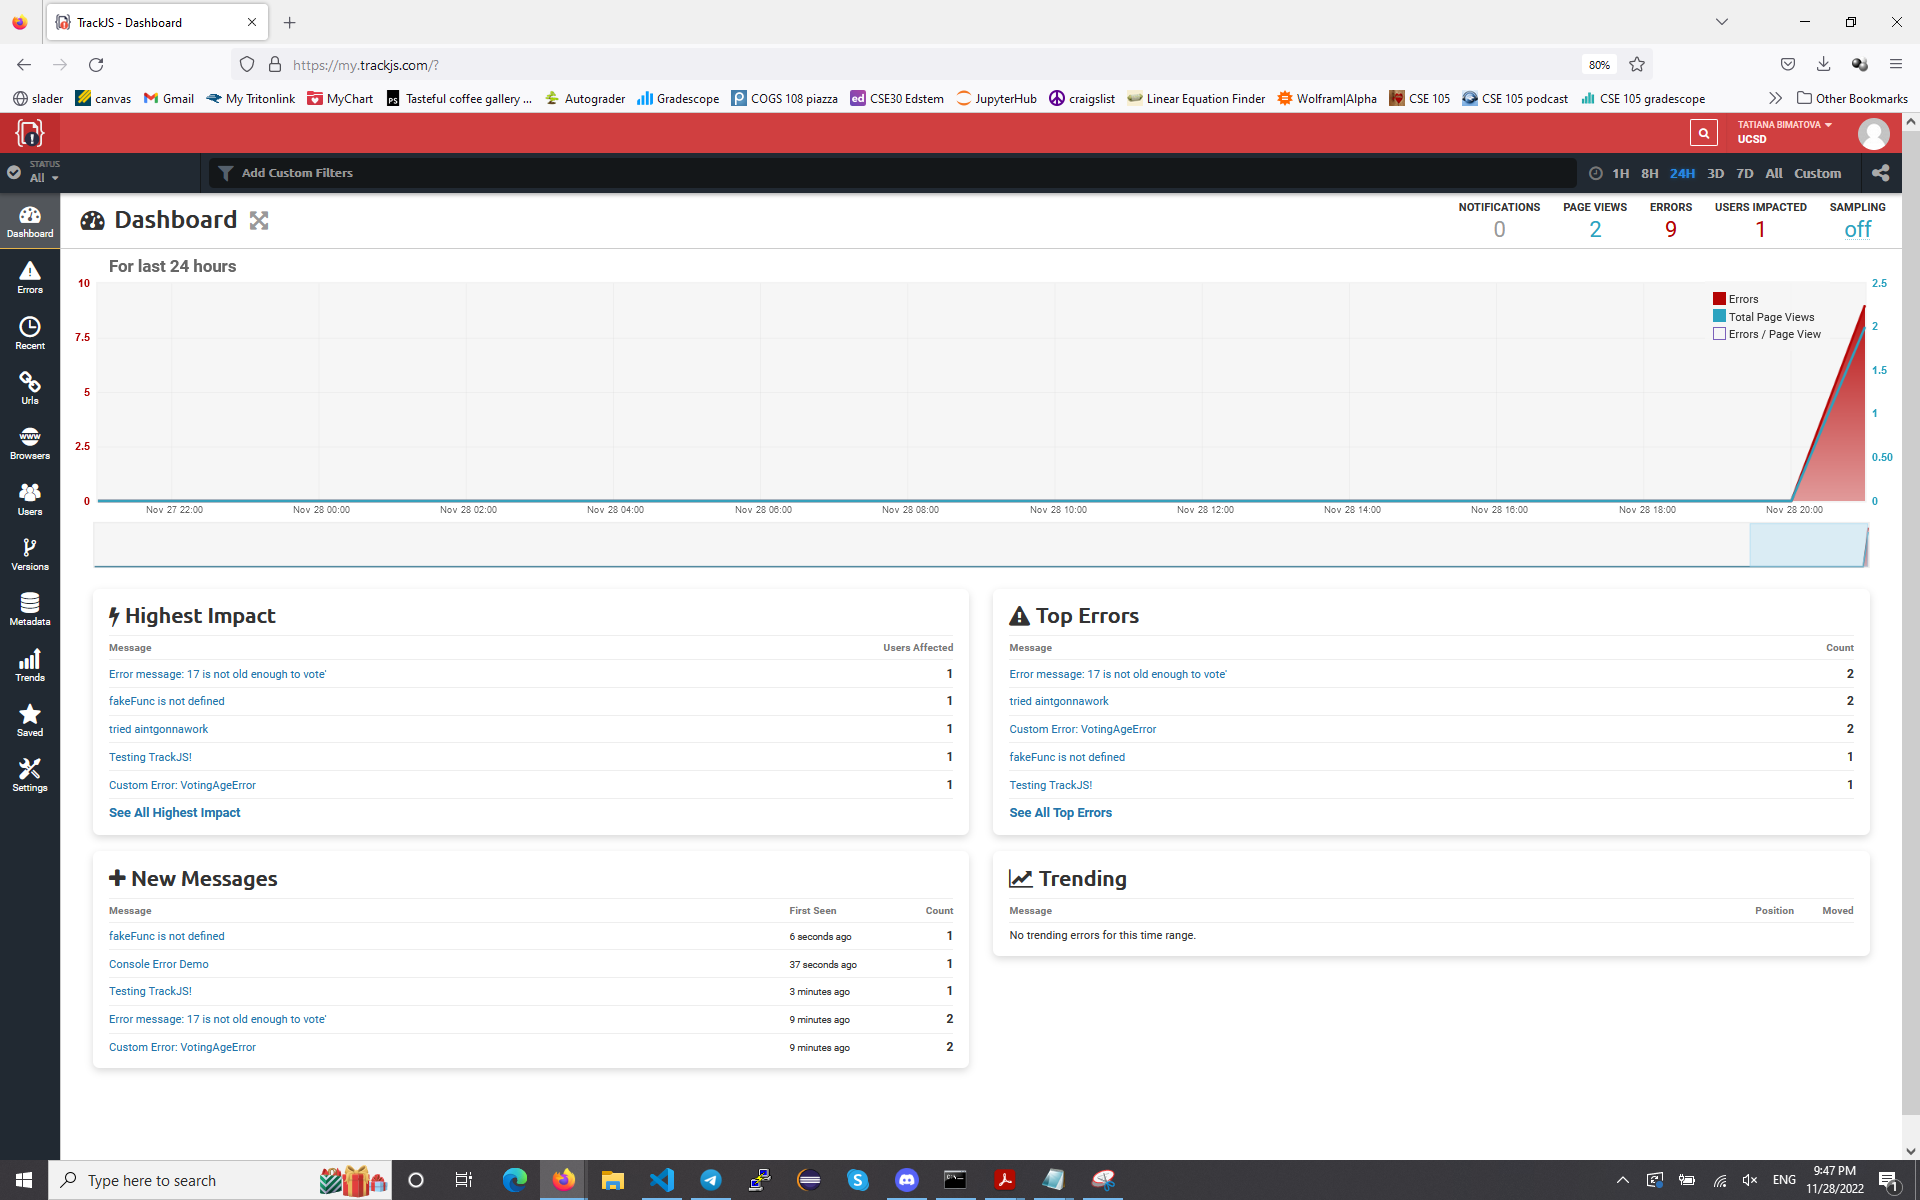 TrackJS - Dashboard
https://my.trackjs.com/?
80%
slader canvas Gmail My Tritonlink MyChart Tasteful coffee gallery ... Autograder Gradescope COGS 108 piazza CSE30 Edstem JupyterHub craigslist Linear Equation Finder Wolfram|Alpha CSE 105 CSE 105 podcast CSE 105 gradescope Other Bookmarks
TATIANA BIMATOVA
UCSD
STATUS
All
Add Custom Filters
1H 8H 24H 3D 7D All Custom
Dashboard
Errors
Recent
Urls
Browsers
Users
Versions
Metadata
Trends
Saved
Settings
Dashboard
NOTIFICATIONS PAGE VIEWS ERRORS USERS IMPACTED SAMPLING
0 2 9 1 off
For last 24 hours
10
7.5
5
2.5
0
Errors
Total Page Views
Errors / Page View
2.5
2
1.5
1
0.50
0
Nov 27 22:00 Nov 28 00:00 Nov 28 02:00 Nov 28 04:00 Nov 28 06:00 Nov 28 08:00 Nov 28 10:00 Nov 28 12:00 Nov 28 14:00 Nov 28 16:00 Nov 28 18:00 Nov 28 20:00
Highest Impact
Message Users Affected
Error message: 17 is not old enough to vote' 1
fakeFunc is not defined 1
tried aintgonnawork 1
Testing TrackJS! 1
Custom Error: VotingAgeError 1
See All Highest Impact
Top Errors
Message Count
Error message: 17 is not old enough to vote' 2
tried aintgonnawork 2
Custom Error: VotingAgeError 2
fakeFunc is not defined 1
Testing TrackJS! 1
See All Top Errors
New Messages
Message First Seen Count
fakeFunc is not defined 6 seconds ago 1
Console Error Demo 37 seconds ago 1
Testing TrackJS! 3 minutes ago 1
Error message: 17 is not old enough to vote' 9 minutes ago 2
Custom Error: VotingAgeError 9 minutes ago 2
Trending
Message Position Moved
No trending errors for this time range.
Type here to search
ENG
9:47 PM
11/28/2022
1